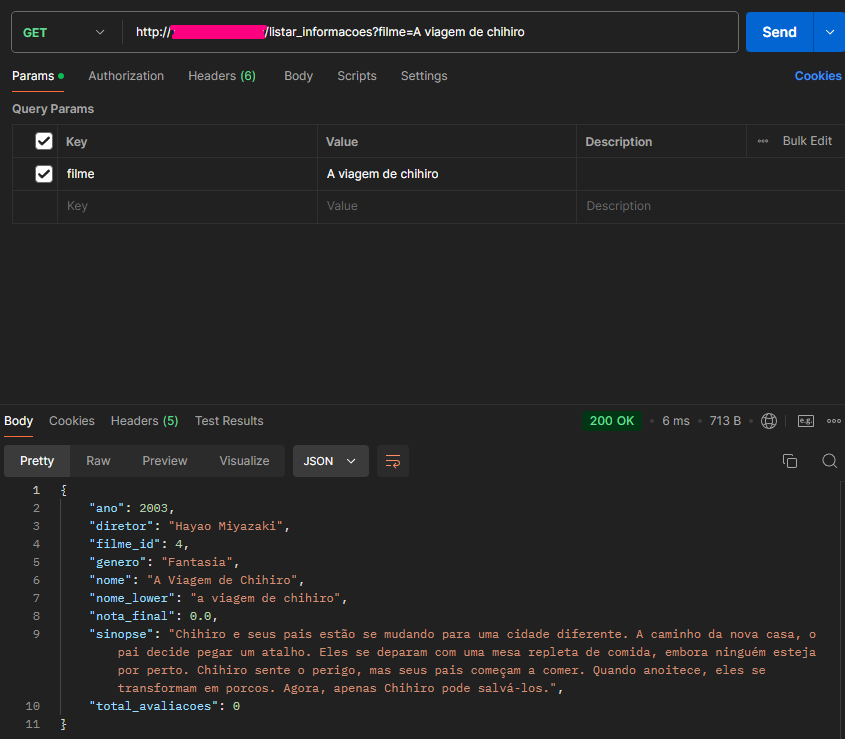 GET http:// /listar_informacoes?filme=A viagem de chihiro Send
Params Authorization Headers (6) Body Scripts Settings Cookies
Query Params
Key Value Description Bulk Edit
filme A viagem de chihiro
Key Value Description
Body Cookies Headers (5) Test Results 200 OK 6 ms 713 B e.g.
Pretty Raw Preview Visualize JSON
1 {
2 "ano": 2003,
3 "diretor": "Hayao Miyazaki",
4 "filme_id": 4,
5 "genero": "Fantasia",
6 "nome": "A Viagem de Chihiro",
7 "nome_lower": "a viagem de chihiro",
8 "nota_final": 0.0,
9 "sinopse": "Chihiro e seus pais estão se mudando para uma cidade diferente. A caminho da nova casa, o
pai decide pegar um atalho. Eles se deparam com uma mesa repleta de comida, embora ninguém esteja
por perto. Chihiro sente o perigo, mas seus pais começam a comer. Quando anoitece, eles se
transformam em porcos. Agora, apenas Chihiro pode salvá-los.",
10 "total_avaliacoes": 0
11 }